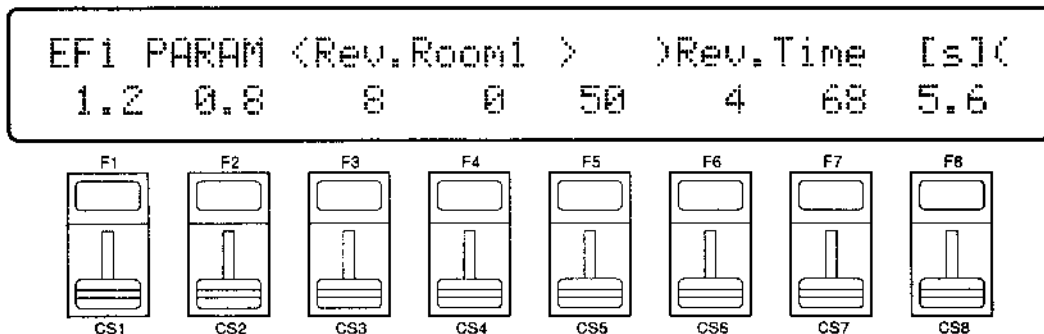 EF1 PARAM <Rev.Room1 > )Rev.Time [s](
1.2 0.8 8 0 50 4 68 5.6
F1 F2 F3 F4 F5 F6 F7 F8
CS1 CS2 CS3 CS4 CS5 CS6 CS7 CS8